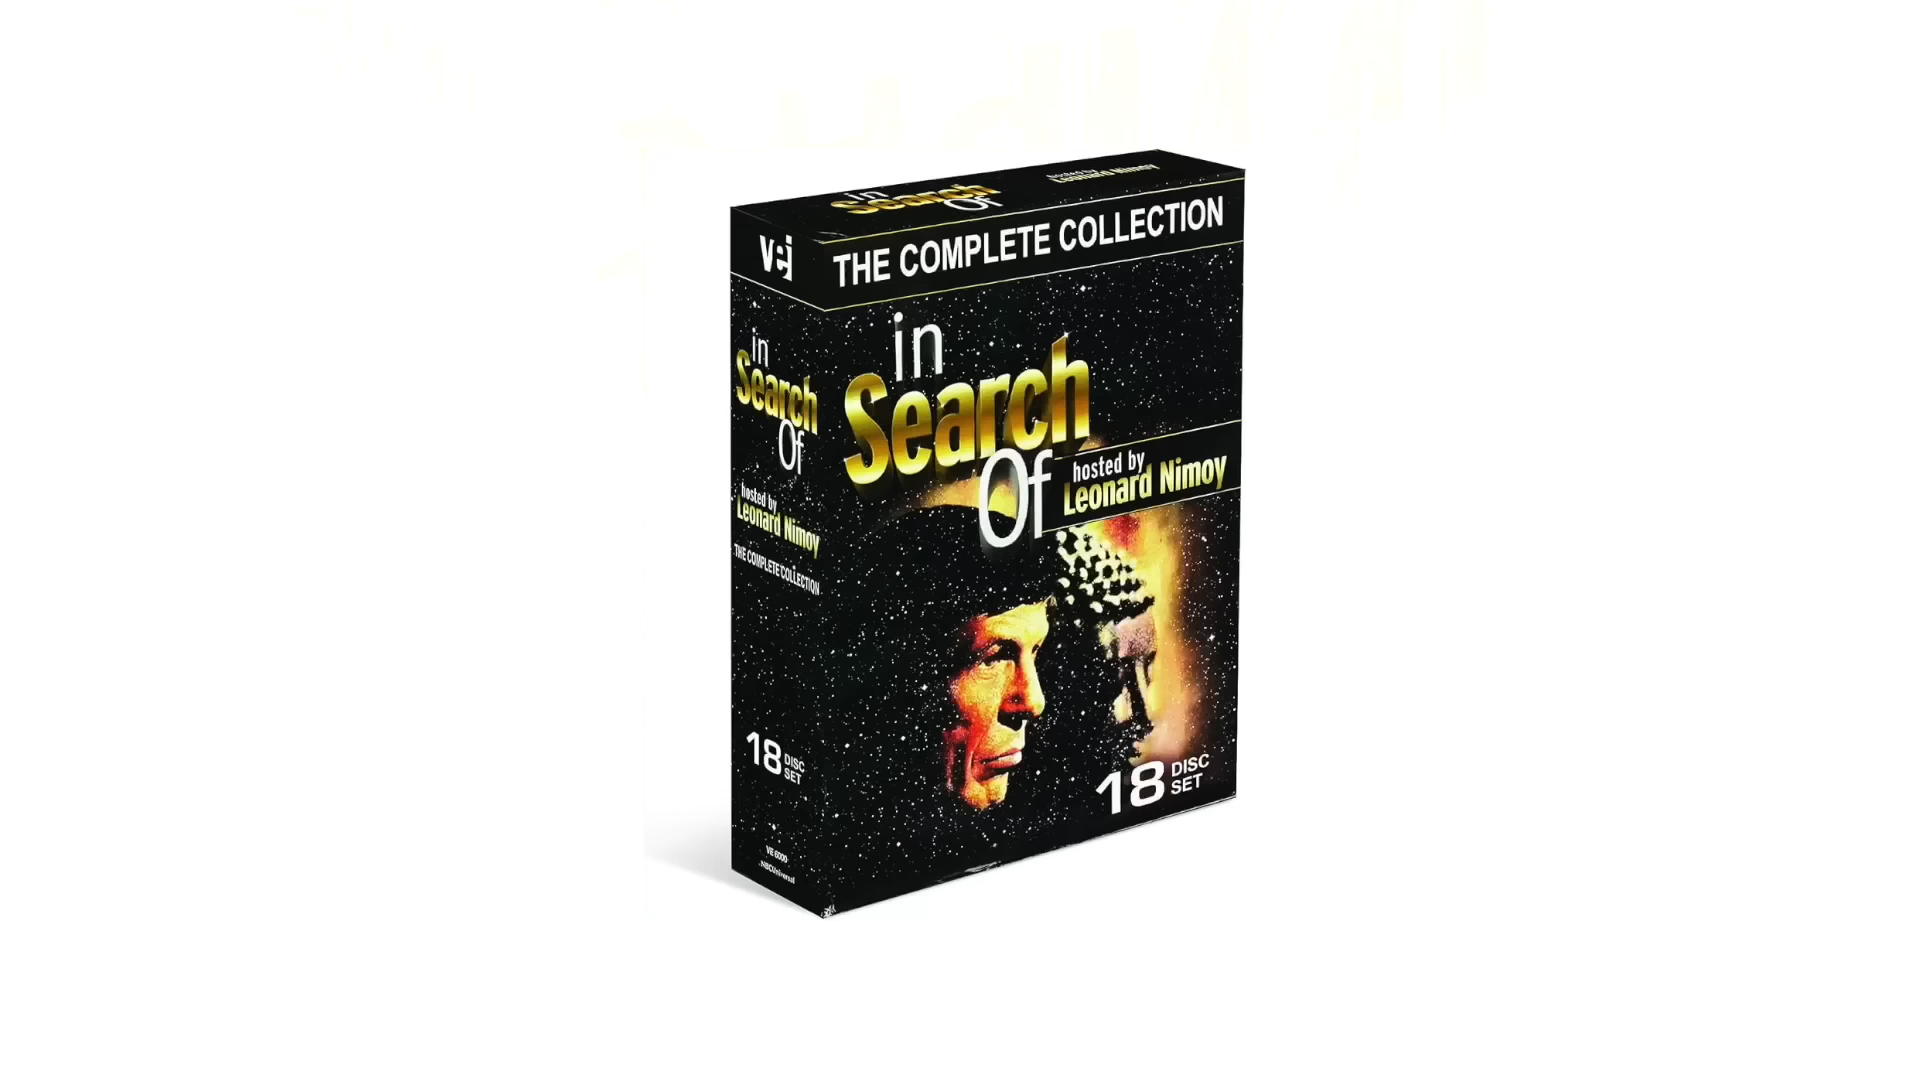 in
Search
Of
hosted by
Leonard Nimoy
vei
THE COMPLETE COLLECTION
in
Search
Of
hosted by
Leonard Nimoy
18 DISC
SET
in
Search
Of
hosted by
Leonard Nimoy
THE COMPLETE COLLECTION
18 DISC
SET
VE 6000
NBCUniversal